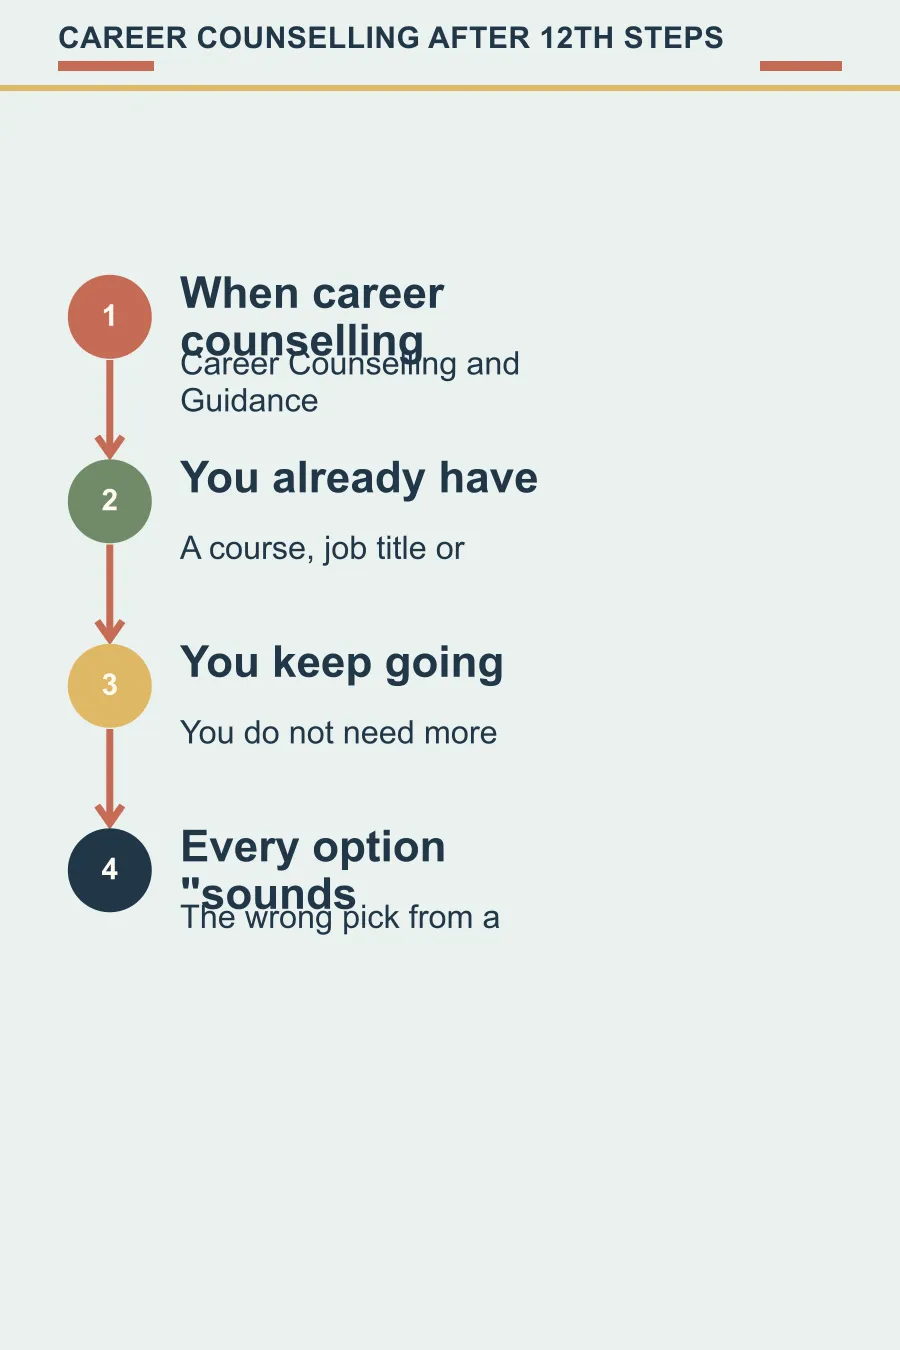 CAREER COUNSELLING AFTER 12TH STEPS
1
When career
counselling
Career Counselling and
Guidance
2
You already have
A course, job title or
3
You keep going
You do not need more
4
Every option
"sounds
The wrong pick from a